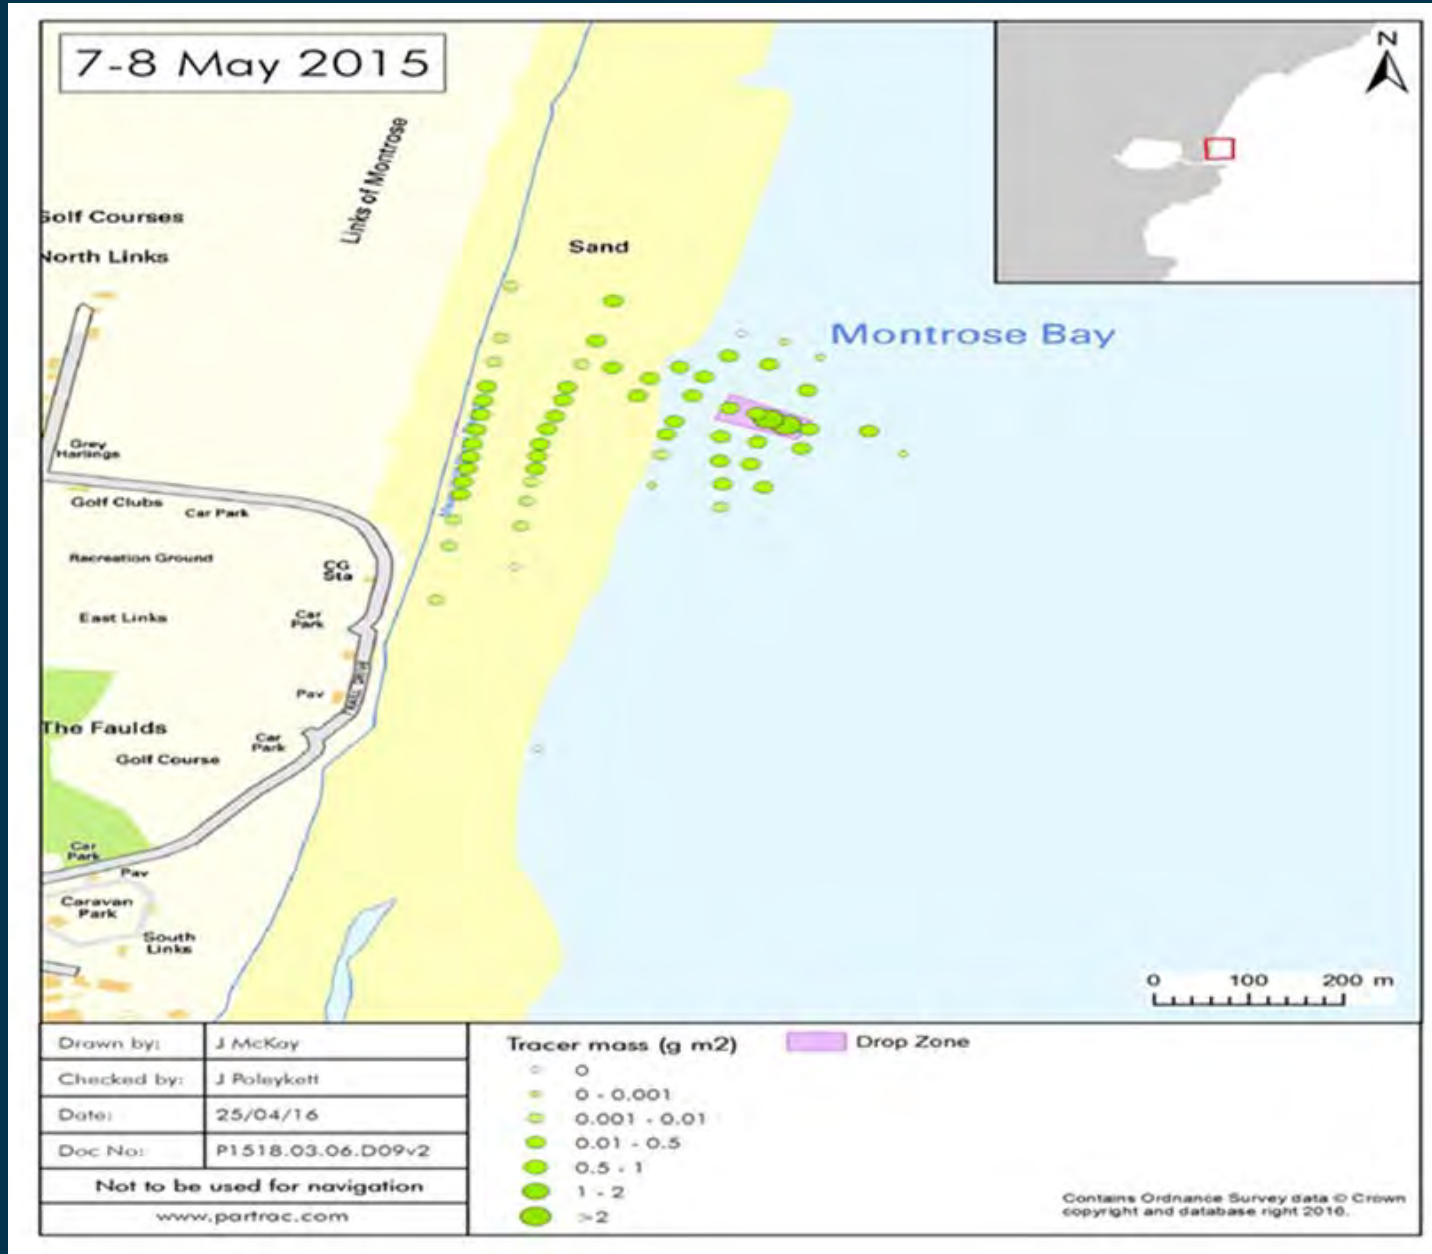 7-8 May 2015
N
Links of Montrose
Golf Courses
North Links
Sand
Montrose Bay
Grey
Harlings
Golf Clubs
Car Park
Recreation Ground
CG
Sta
East Links
Car
Park
TRAILL DRIVE
Pav
The Faulds
Car
Park
Golf Course
Car
Park
Pav
Caravan
Park
South
Links
0 100 200 m
Drawn by: J McKay
Checked by: J Poleykett
Date: 25/04/16
Doc No: P1518.03.06.D09v2
Not to be used for navigation
www.partrac.com
Tracer mass (g m2)
0
0 - 0.001
0.001 - 0.01
0.01 - 0.5
0.5 - 1
1 - 2
>2
Drop Zone
Contains Ordnance Survey data © Crown
copyright and database right 2016.